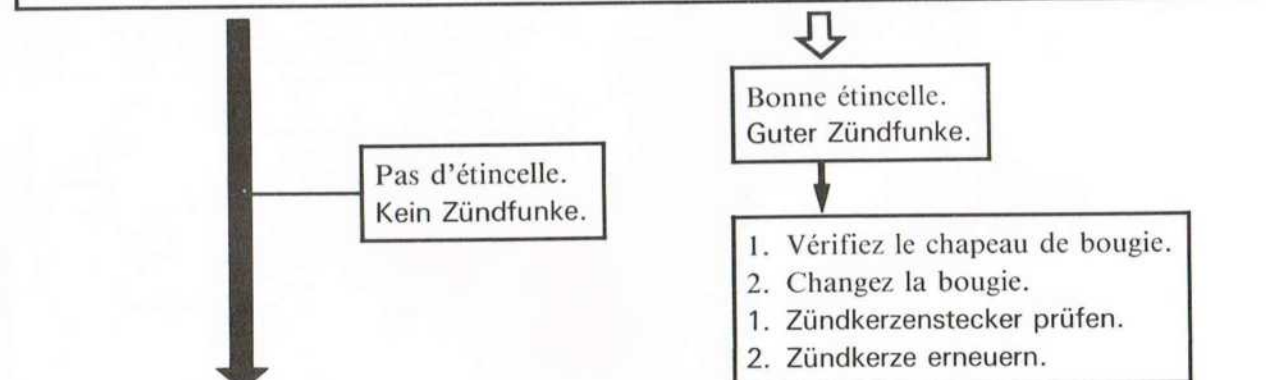 Bonne étincelle.
Guter Zündfunke.
Pas d'étincelle.
Kein Zündfunke.
1. Vérifiez le chapeau de bougie.
2. Changez la bougie.
1. Zündkerzenstecker prüfen.
2. Zündkerze erneuern.